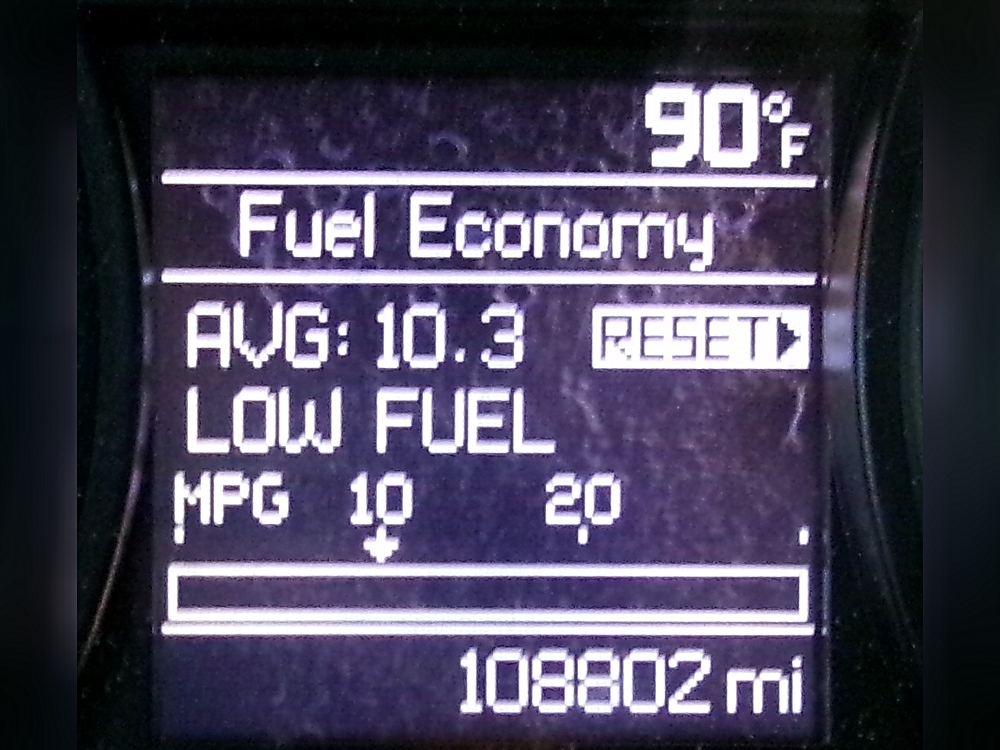 90°F
Fuel Economy
AVG: 10.3 RESET
LOW FUEL
MPG 10 20
108802 mi